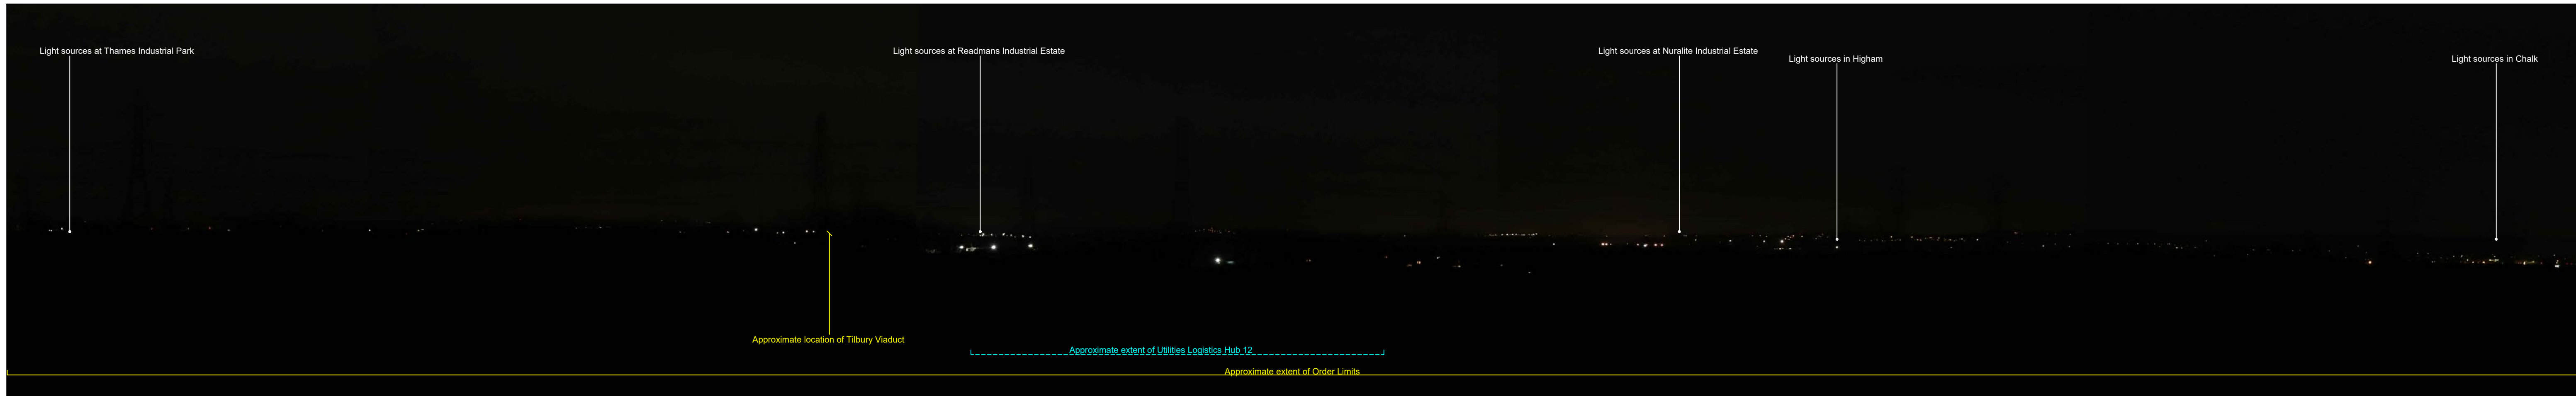 Light sources at Thames Industrial Park
Light sources at Readmans Industrial Estate
Light sources at Nuralite Industrial Estate
Light sources in Higham
Light sources in Chalk
Approximate location of Tilbury Viaduct
Approximate extent of Utilities Logistics Hub 12
Approximate extent of Order Limits